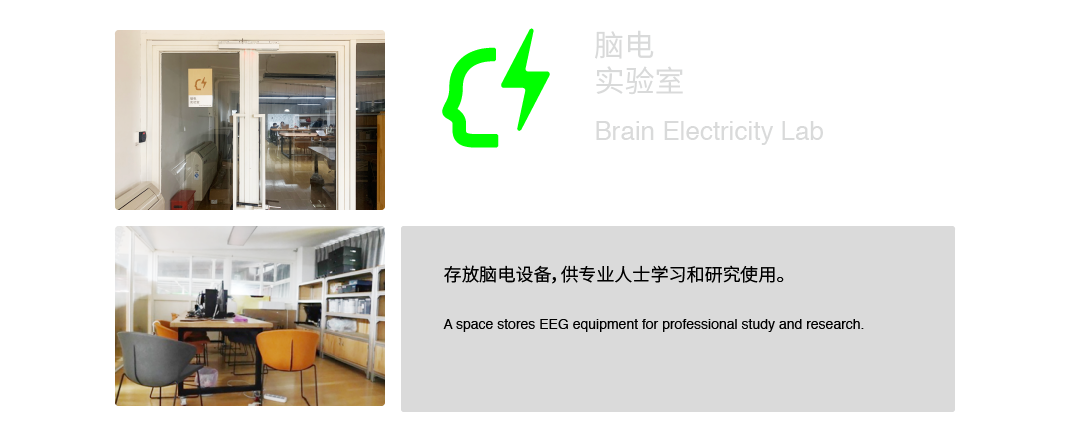 脑电
实验室
Brain Electricity Lab
存放脑电设备，供专业人士学习和研究使用。
A space stores EEG equipment for professional study and research.